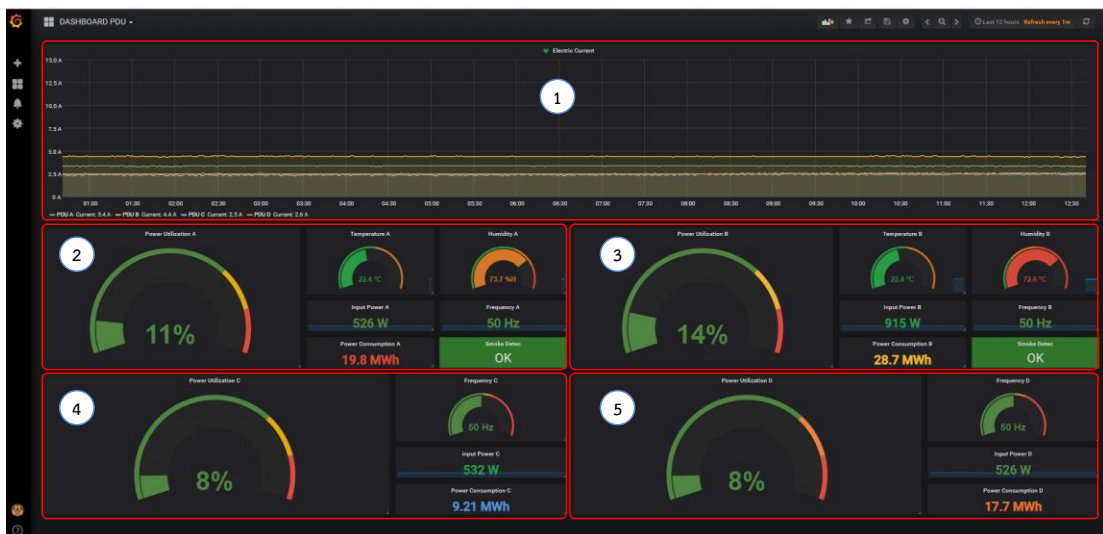 DASHBOARD PDU
Last 12 hours Refresh every 1m
Electric Current
15.0 A
12.5 A
10.0 A
7.5 A
5.0 A
2.5 A
0 A
1
01:00 01:30 02:00 02:30 03:00 03:30 04:00 04:30 05:00 05:30 06:00 06:30 07:00 07:30 08:00 08:30 09:00 09:30 10:00 10:30 11:00 11:30 12:00 12:30
PDU A Current: 3.4 A PDU B Current: 4.4 A PDU C Current: 2.5 A PDU D Current: 2.6 A
2
Power Utilization A
11%
Temperature A
22.4 °C
Humidity A
73.7 %H
Input Power A
526 W
Frequency A
50 Hz
Power Consumption A
19.8 MWh
Smoke Detec
OK
3
Power Utilization B
14%
Temperature B
22.4 °C
Humidity B
72.6 °C
Input Power B
915 W
Frequency B
50 Hz
Power Consumption B
28.7 MWh
Smoke Detec
OK
4
Power Utilization C
8%
Frequency C
50 Hz
Input Power C
532 W
Power Consumption C
9.21 MWh
5
Power Utilization D
8%
Frequency D
50 Hz
Input Power D
526 W
Power Consumption D
17.7 MWh